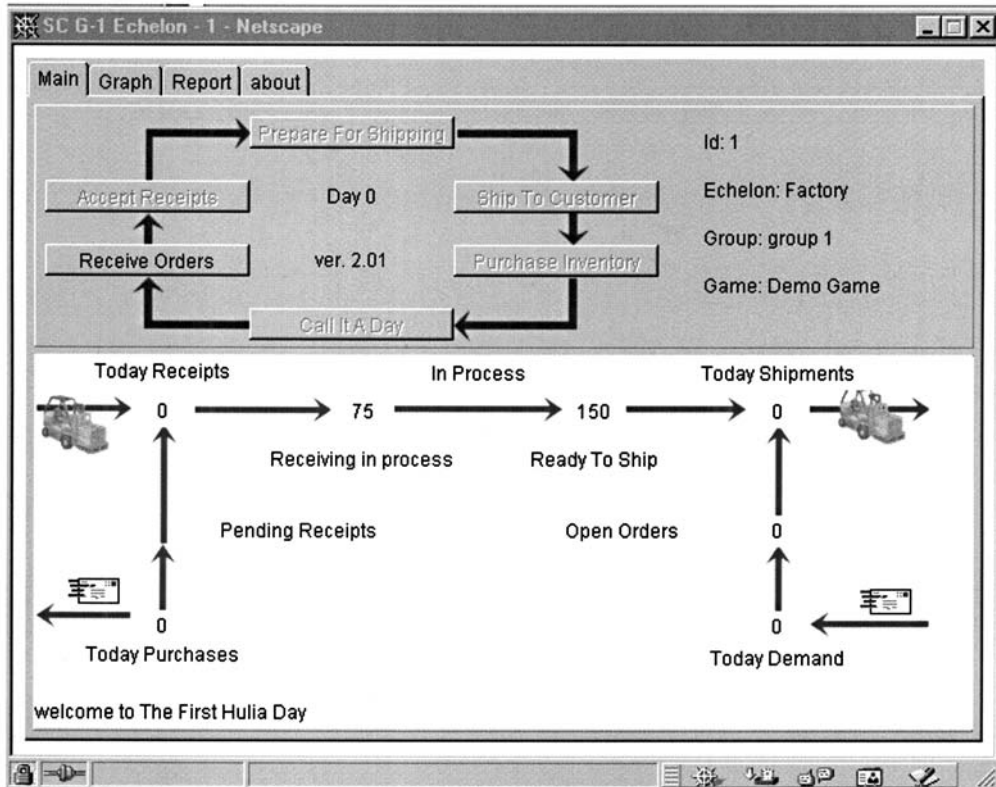 SC G-1 Echelon - 1 - Netscape
Main Graph Report about
Prepare For Shipping
Id: 1
Accept Receipts Day 0 Ship To Customer
Echelon: Factory
Receive Orders ver. 2.01 Purchase Inventory
Group: group 1
Game: Demo Game
Call It A Day
Today Receipts In Process Today Shipments
0 75 150 0
Receiving in process Ready To Ship
Pending Receipts Open Orders 0
0 0
Today Purchases Today Demand
welcome to The First Hulia Day